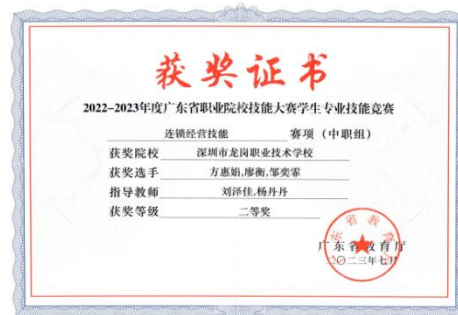 获奖证书
2022-2023年度广东省职业院校技能大赛学生专业技能竞赛
连锁经营技能 赛项（中职组）
获奖院校 深圳市龙岗职业技术学校
获奖选手 方惠娟,廖衡,邹奕霏
指导教师 刘泽佳,杨丹丹
获奖等级 二等奖
广东省教育厅
二〇二三年七月